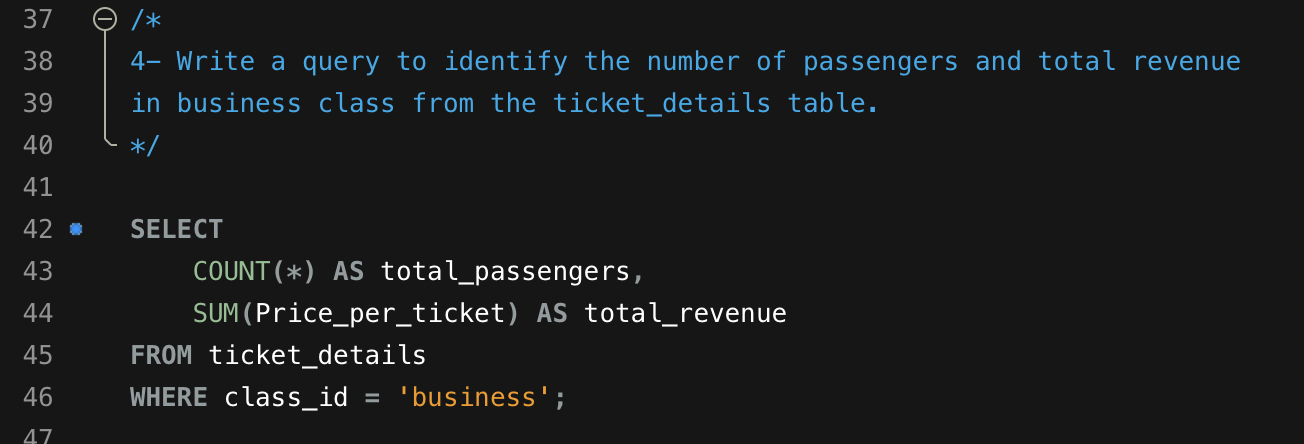 37 /*
38 4- Write a query to identify the number of passengers and total revenue
39 in business class from the ticket_details table.
40 */
41
42 SELECT
43 COUNT(*) AS total_passengers,
44 SUM(Price_per_ticket) AS total_revenue
45 FROM ticket_details
46 WHERE class_id = 'business';
47